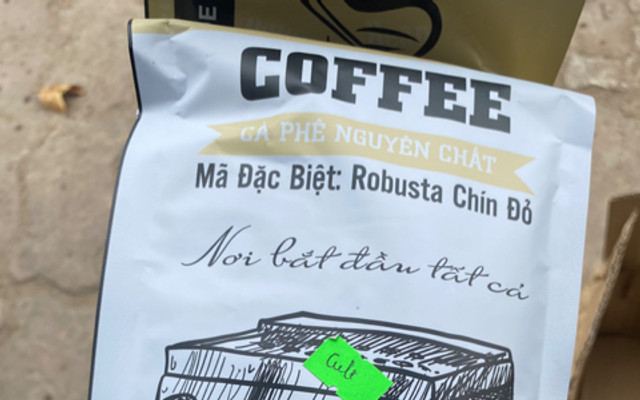 COFFEE
CÀ PHÊ NGUYÊN CHẤT
Mã Đặc Biệt: Robusta Chín Đỏ
Nơi bắt đầu tất cả